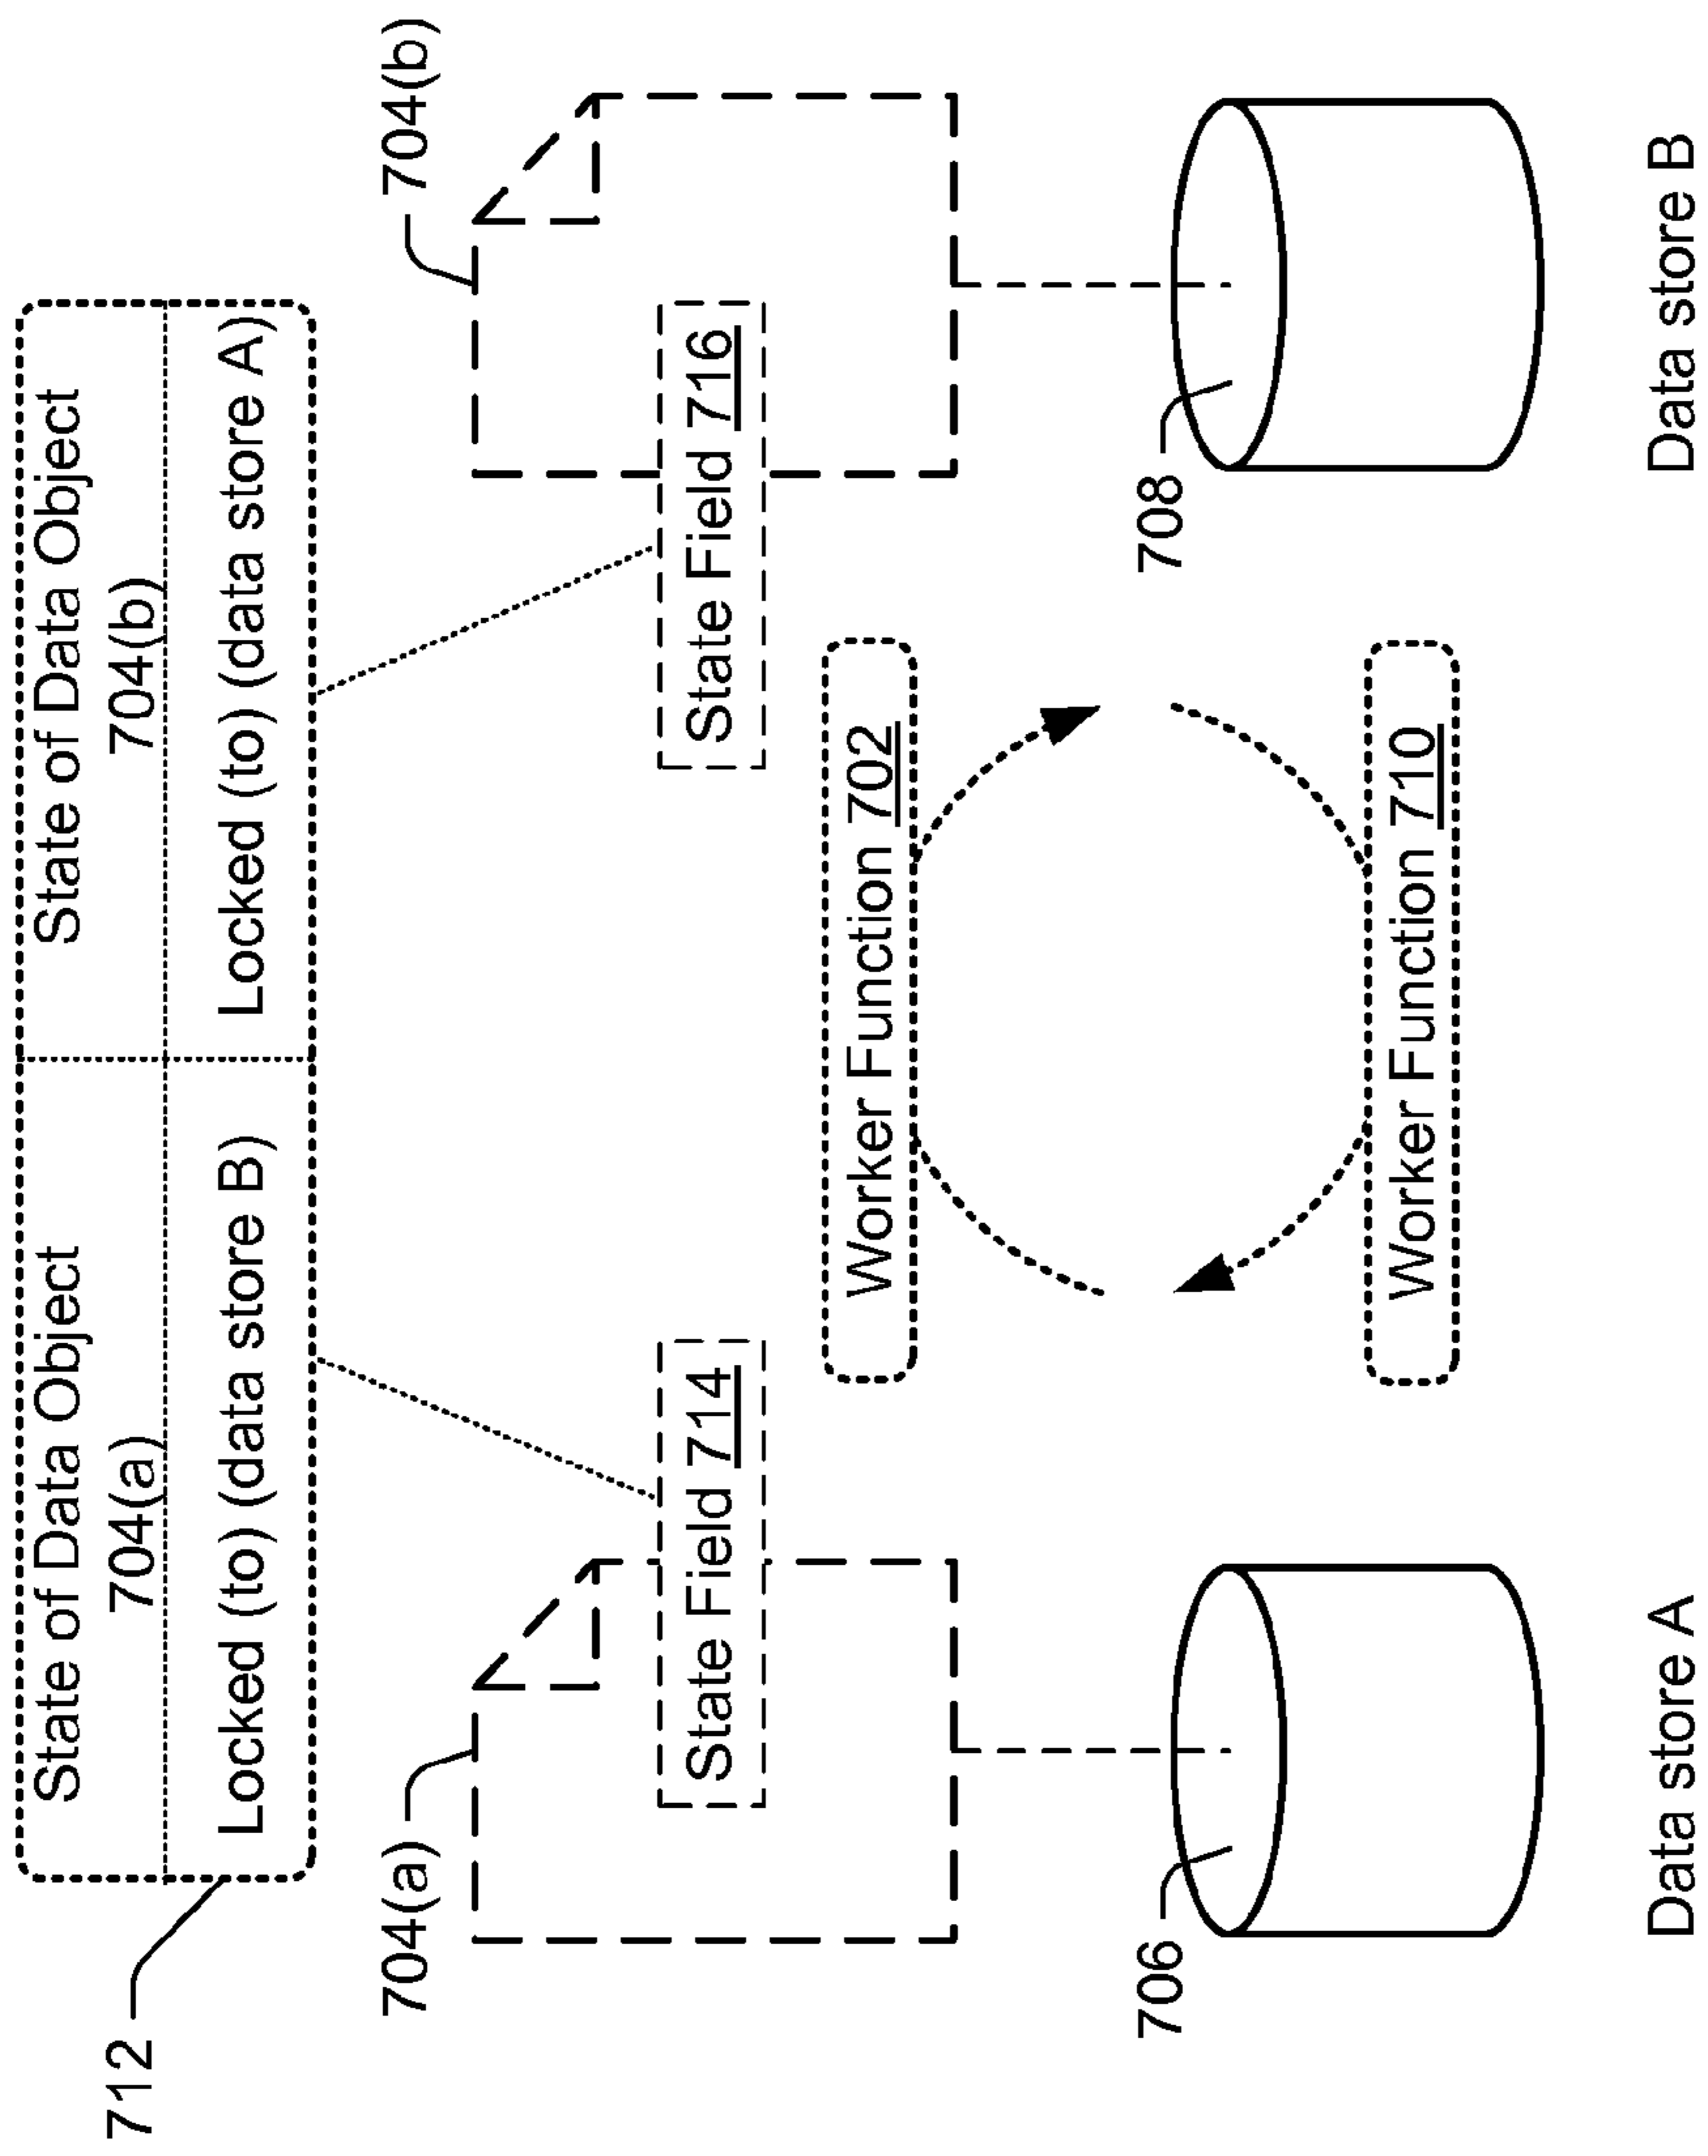 712
State of Data Object
704(a)
State of Data Object
704(b)
Locked (to) (data store B)
Locked (to) (data store A)
704(a)
704(b)
State Field 714
State Field 716
Worker Function 702
706
708
Worker Function 710
Data store A
Data store B